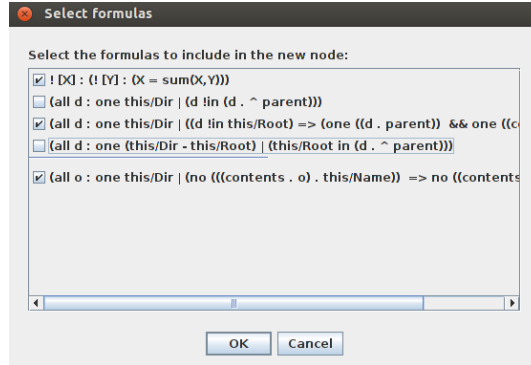 Select formulas
Select the formulas to include in the new node:
! [X] : (! [Y] : (X = sum(X,Y)))
(all d : one this/Dir | (d !in (d . ^ parent)))
(all d : one this/Dir | ((d !in this/Root) => (one ((d . parent)) && one ((c
(all d : one (this/Dir - this/Root) | (this/Root in (d . ^ parent)))
(all o : one this/Dir | (no (((contents . o) . this/Name)) => no ((contents
OK Cancel